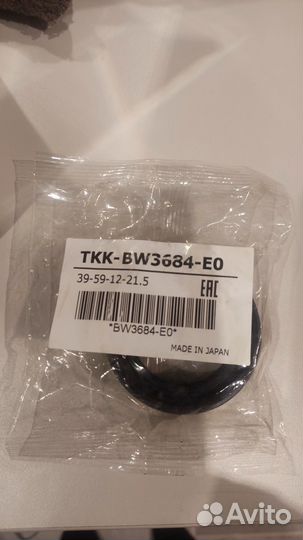 TKK-BW3684-E0
39-59-12-21.5
EAC
*BW3684-E0*
MADE IN JAPAN
Avito